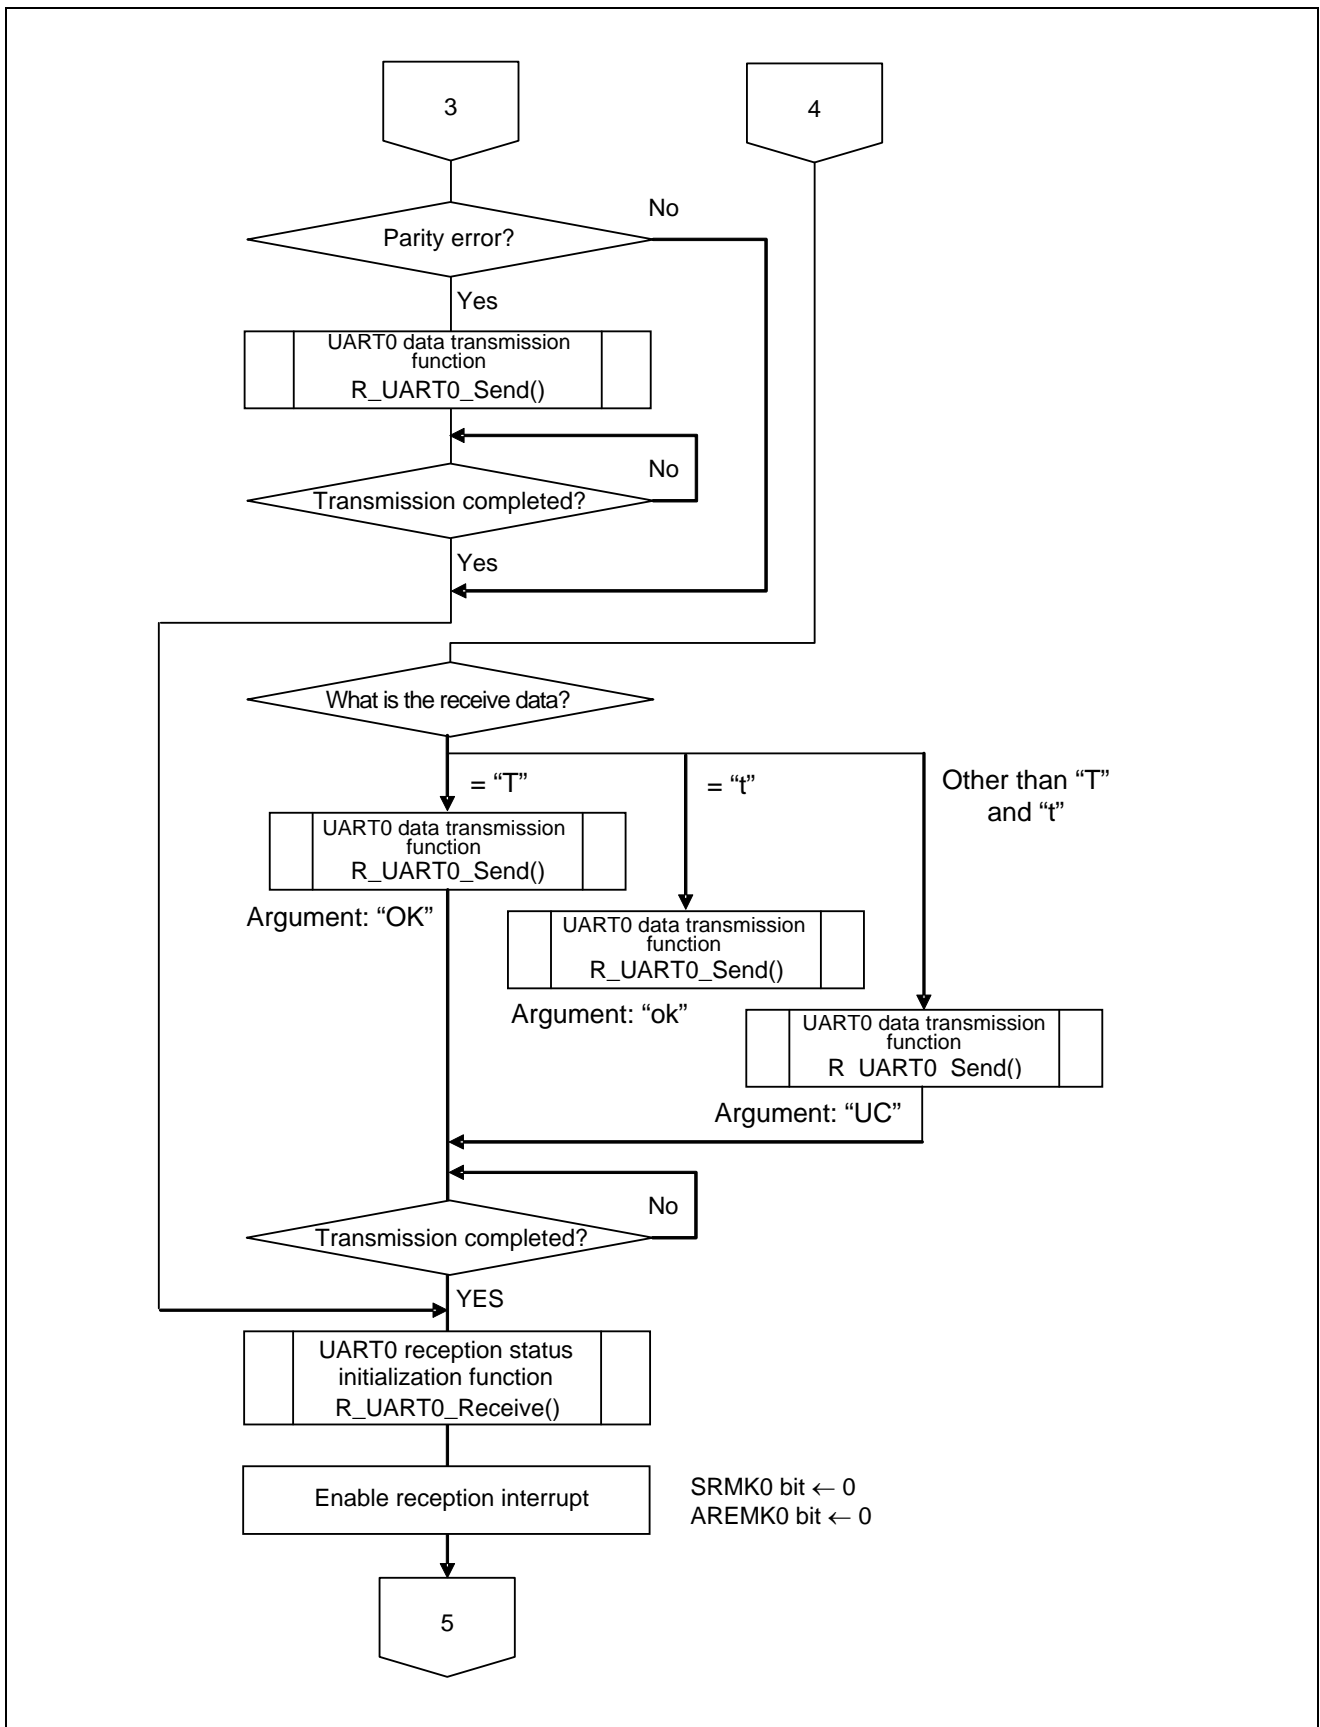 3
4
No
Parity error?
Yes
UART0 data transmission
function
R_UART0_Send()
No
Transmission completed?
Yes
What is the receive data?
= “T”
= “t”
Other than “T”
and “t”
UART0 data transmission
function
R_UART0_Send()
Argument: “OK”
UART0 data transmission
function
R_UART0_Send()
Argument: “ok”
UART0 data transmission
function
R UART0 Send()
Argument: “UC”
No
Transmission completed?
YES
UART0 reception status
initialization function
R_UART0_Receive()
Enable reception interrupt
SRMK0 bit ← 0
AREMK0 bit ← 0
5